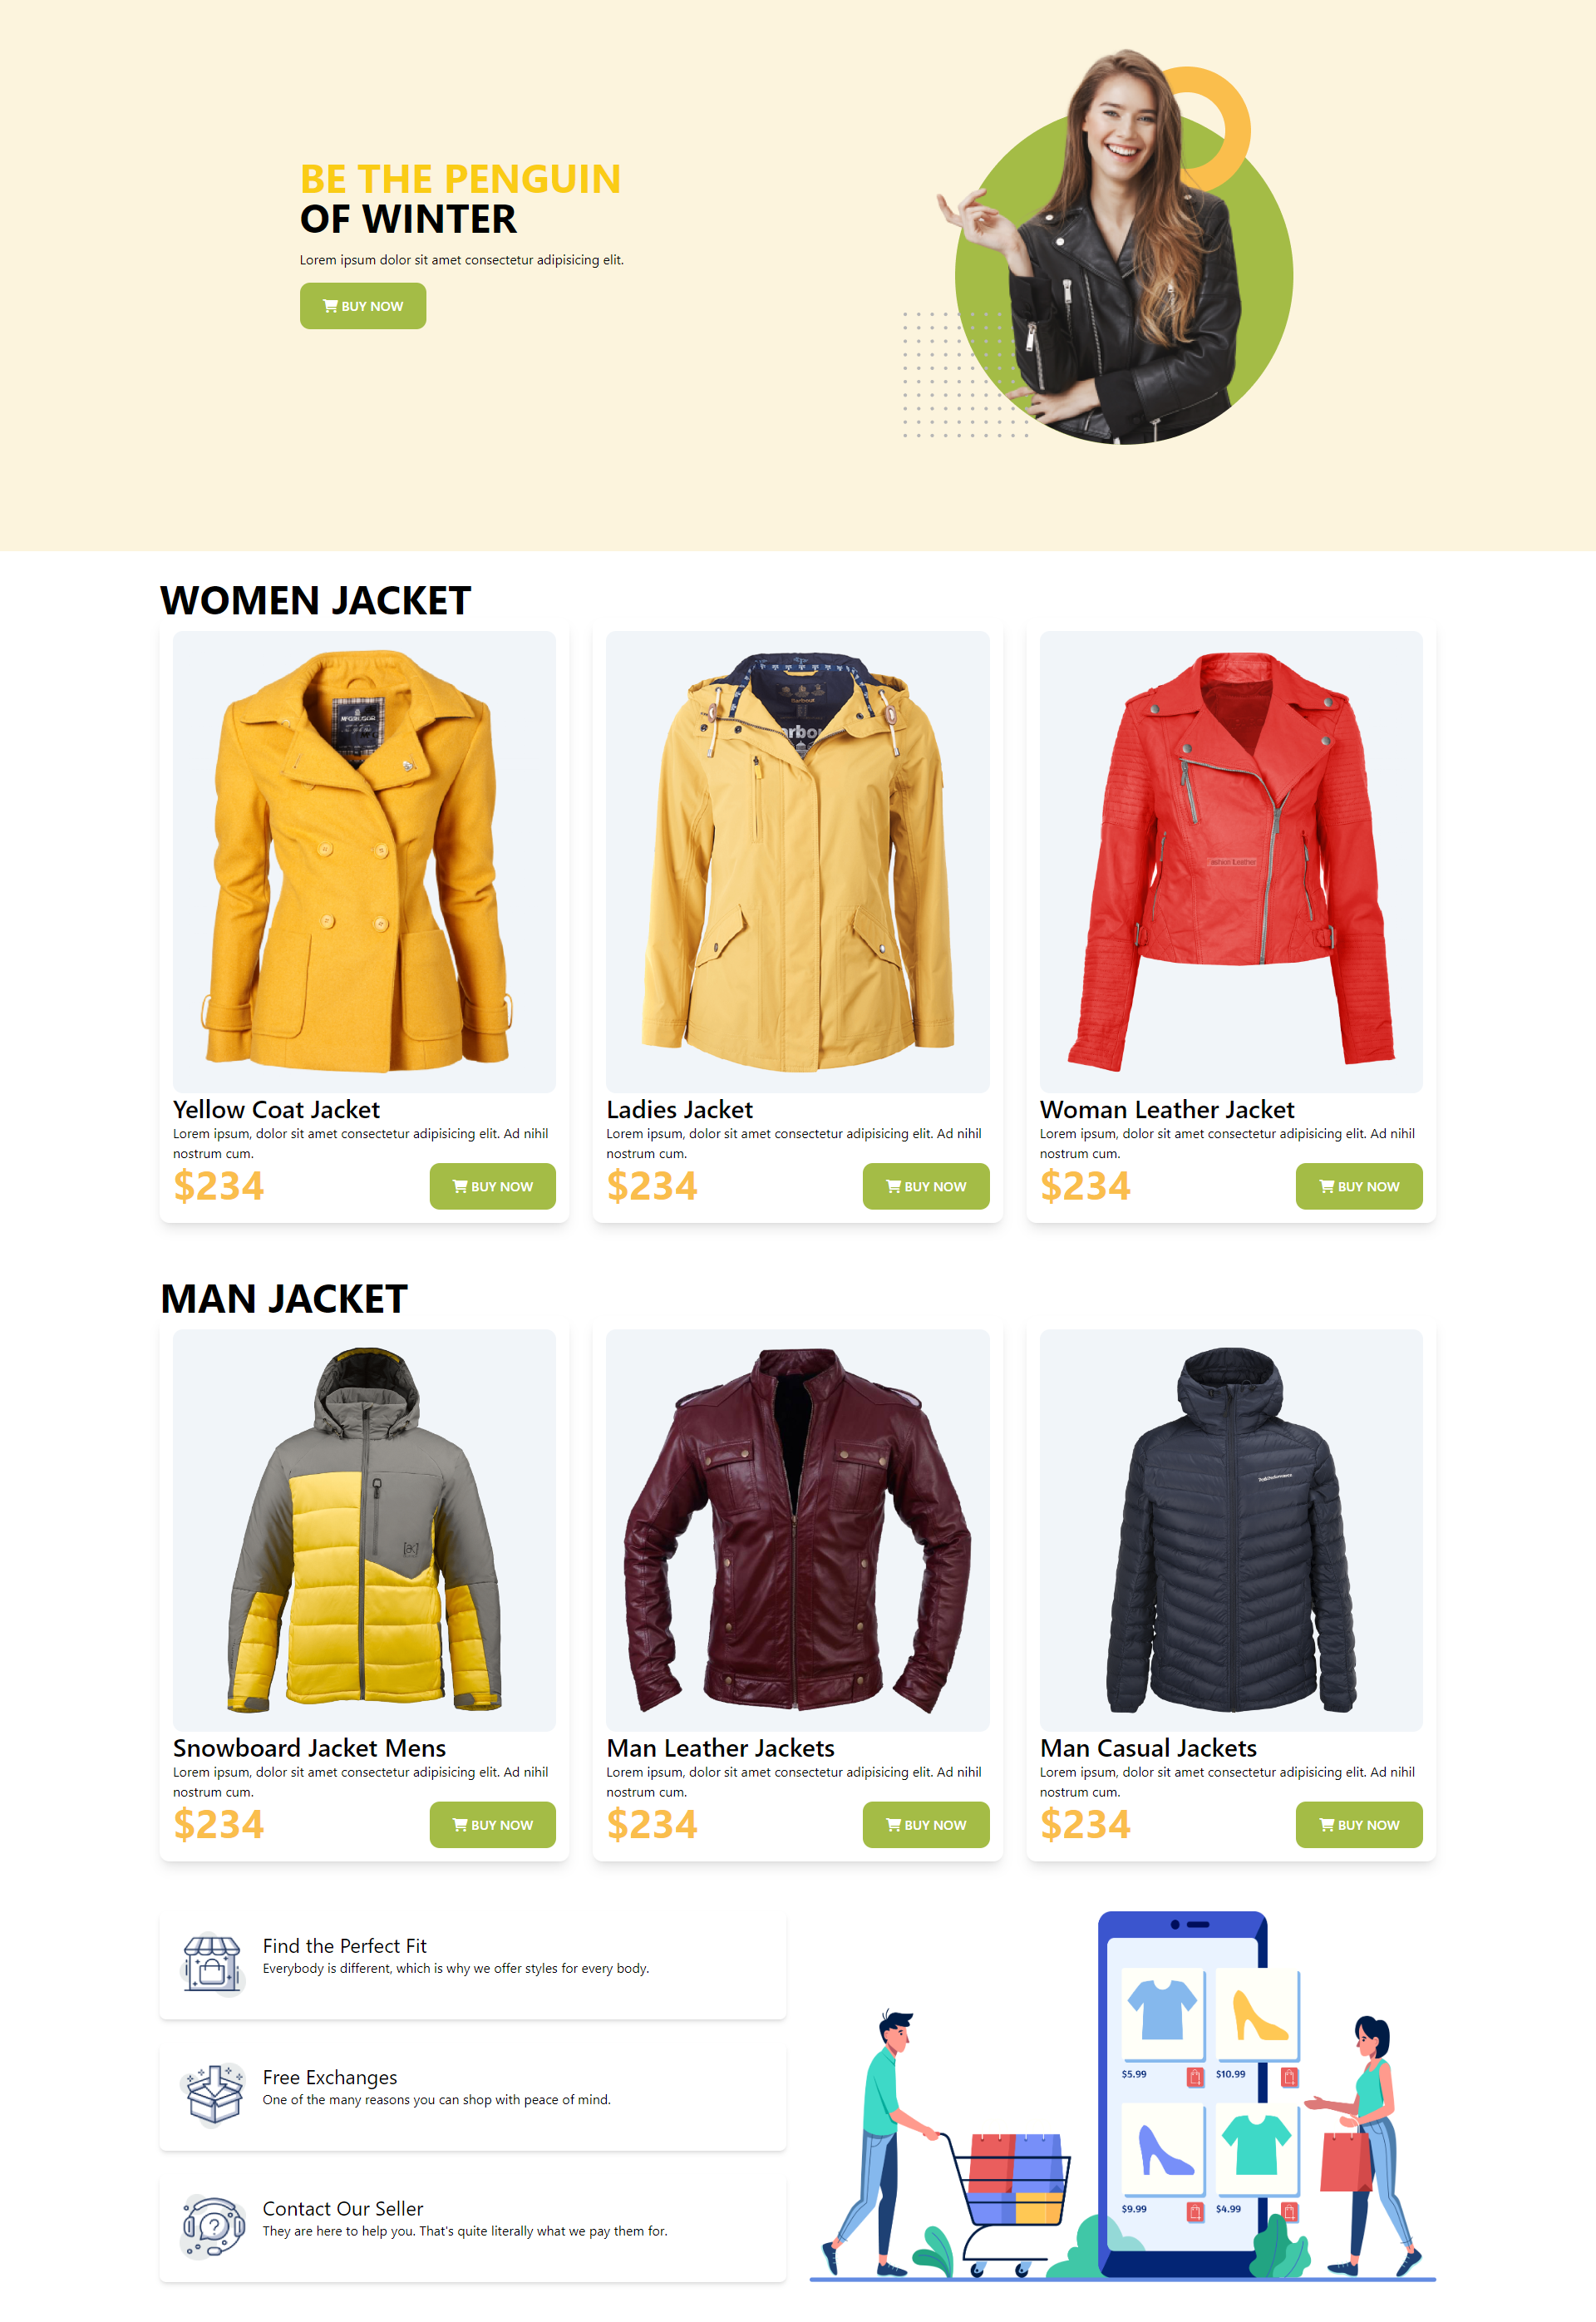 BE THE PENGUIN
OF WINTER
Lorem ipsum dolor sit amet consectetur adipisicing elit.
BUY NOW
WOMEN JACKET
McGREGOR
Barbour
Yellow Coat Jacket
Lorem ipsum, dolor sit amet consectetur adipisicing elit. Ad nihil
nostrum cum.
$234
BUY NOW
Ladies Jacket
Lorem ipsum, dolor sit amet consectetur adipisicing elit. Ad nihil
nostrum cum.
$234
BUY NOW
Woman Leather Jacket
Lorem ipsum, dolor sit amet consectetur adipisicing elit. Ad nihil
nostrum cum.
$234
BUY NOW
MAN JACKET
Snowboard Jacket Mens
Lorem ipsum, dolor sit amet consectetur adipisicing elit. Ad nihil
nostrum cum.
$234
BUY NOW
Man Leather Jackets
Lorem ipsum, dolor sit amet consectetur adipisicing elit. Ad nihil
nostrum cum.
$234
BUY NOW
Man Casual Jackets
Lorem ipsum, dolor sit amet consectetur adipisicing elit. Ad nihil
nostrum cum.
$234
BUY NOW
Find the Perfect Fit
Everybody is different, which is why we offer styles for every body.
Free Exchanges
One of the many reasons you can shop with peace of mind.
Contact Our Seller
They are here to help you. That's quite literally what we pay them for.
$5.99
$10.99
$9.99
$4.99